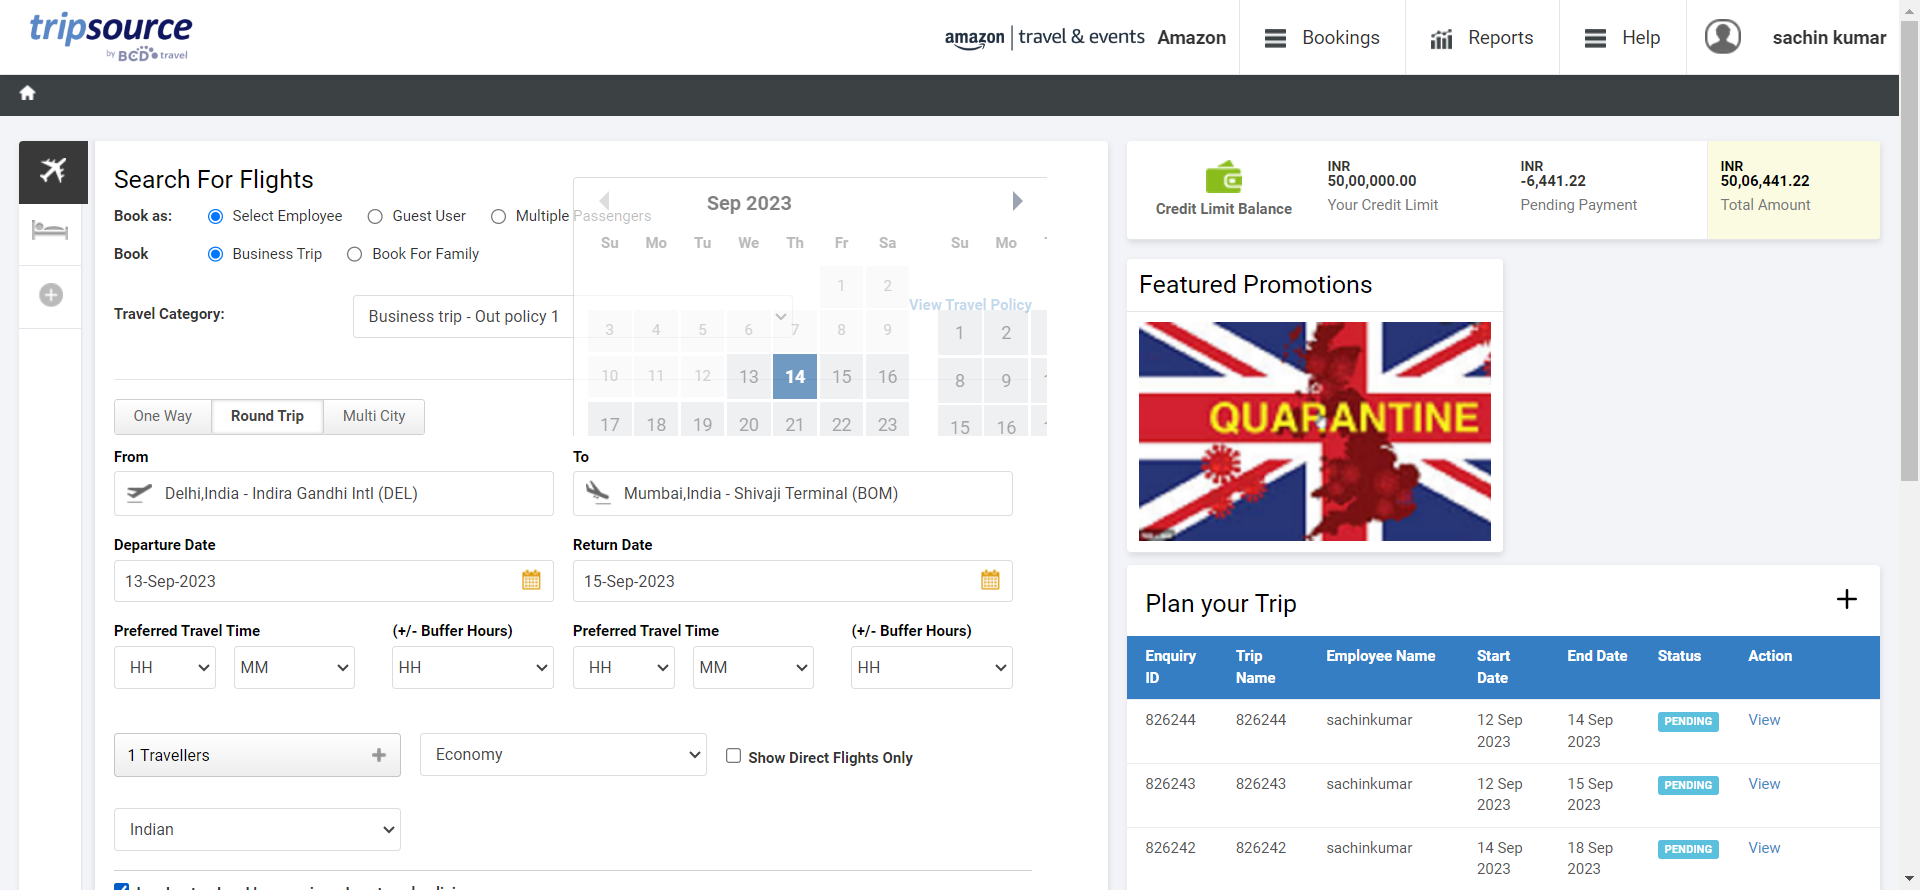 tripsource
by BCD travel
amazon | travel & events Amazon
Bookings
Reports
Help
sachin kumar
Search For Flights
Book as: Select Employee Guest User Multiple Passengers
Book Business Trip Book For Family
Travel Category: Business trip - Out policy 1
View Travel Policy
Sep 2023
Su Mo Tu We Th Fr Sa Su Mo
1 2
3 4 5 6 7 8 9 1 2
10 11 12 13 14 15 16 8 9
17 18 19 20 21 22 23 15 16
One Way Round Trip Multi City
From
Delhi,India - Indira Gandhi Intl (DEL)
To
Mumbai,India - Shivaji Terminal (BOM)
Departure Date
13-Sep-2023
Return Date
15-Sep-2023
Preferred Travel Time (+/- Buffer Hours) Preferred Travel Time (+/- Buffer Hours)
HH MM HH HH MM HH
1 Travellers
Economy
Show Direct Flights Only
Indian
Credit Limit Balance
INR
50,00,000.00
Your Credit Limit
INR
-6,441.22
Pending Payment
INR
50,06,441.22
Total Amount
Featured Promotions
QUARANTINE
Plan your Trip
Enquiry ID Trip Name Employee Name Start Date End Date Status Action
826244 826244 sachinkumar 12 Sep 2023 14 Sep 2023 PENDING View
826243 826243 sachinkumar 12 Sep 2023 15 Sep 2023 PENDING View
826242 826242 sachinkumar 14 Sep 2023 18 Sep 2023 PENDING View